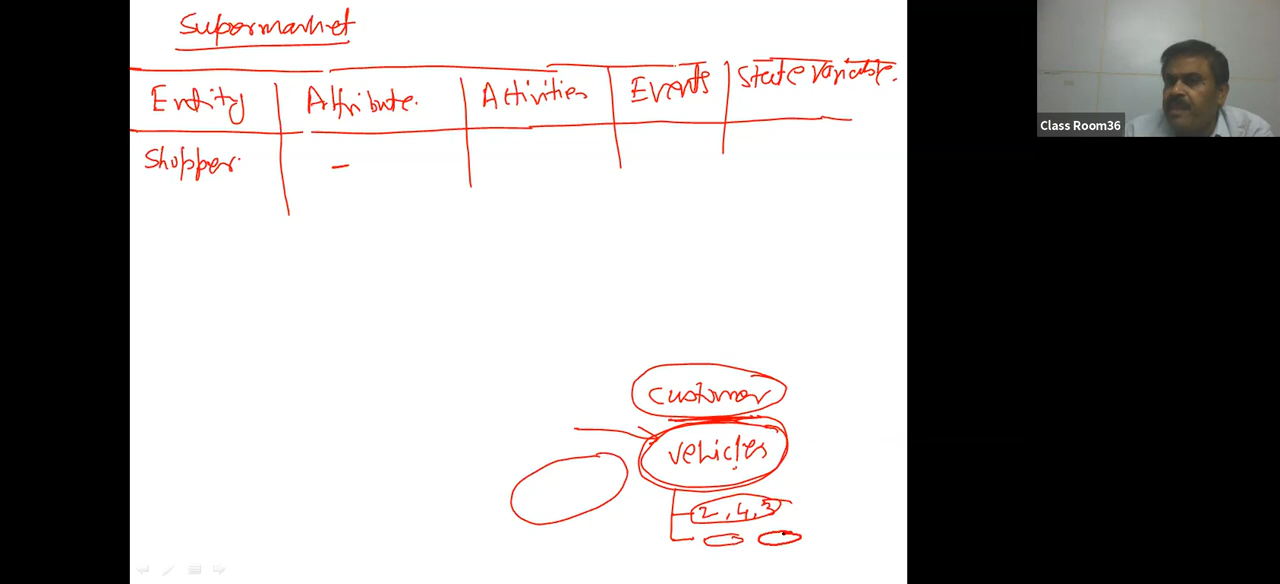 Supermarket
Entity Attribute. Activities Events State variable.
Shopper. -
customer
vehicles
2, 4, 3
Class Room36